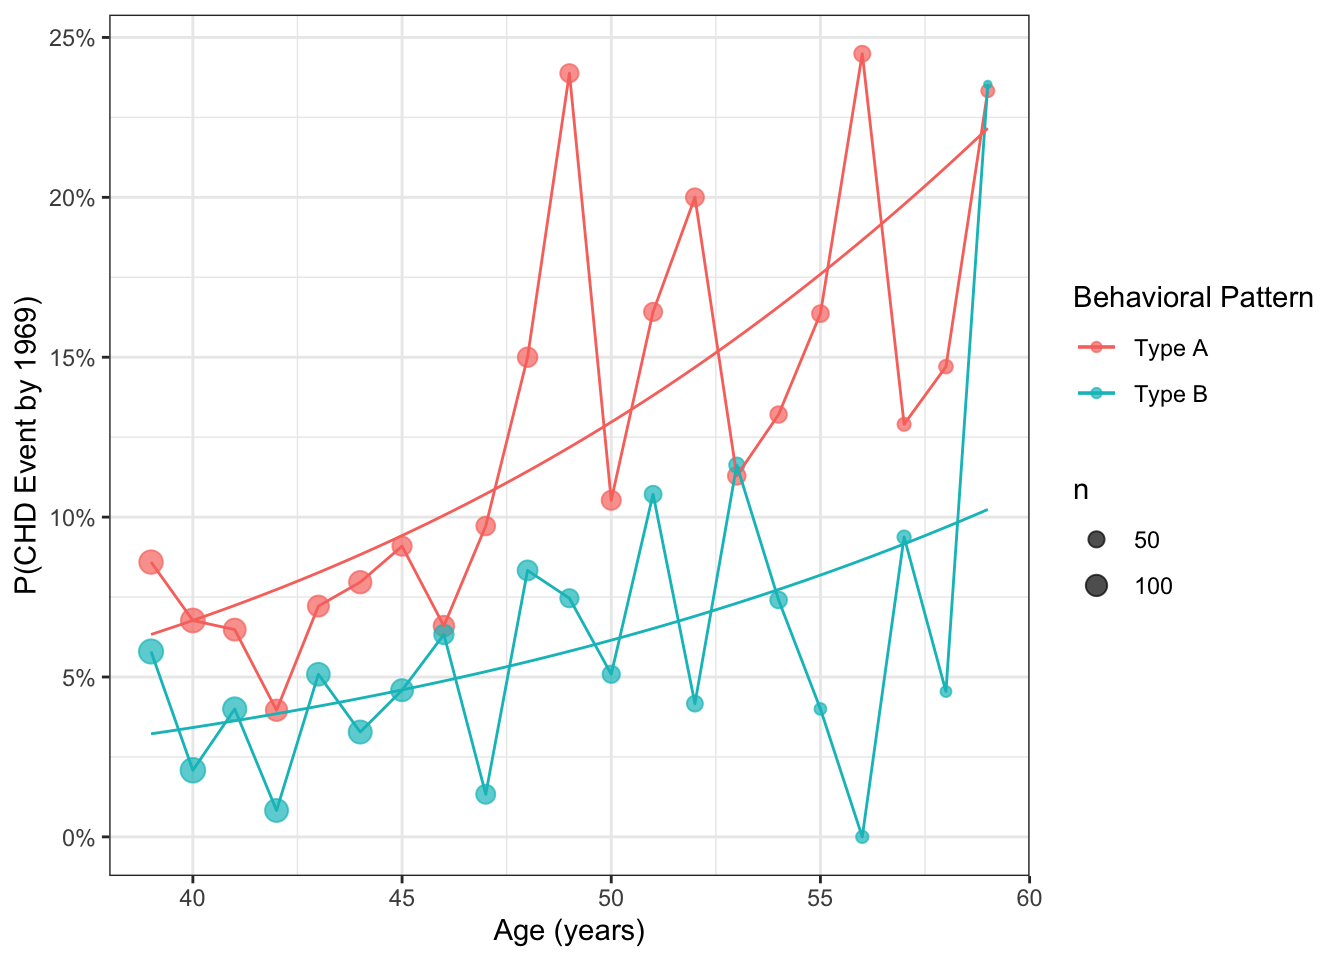 25%
20%
15%
10%
5%
0%
P(CHD Event by 1969)
40 45 50 55 60
Age (years)
Behavioral Pattern
Type A
Type B
n
50
100